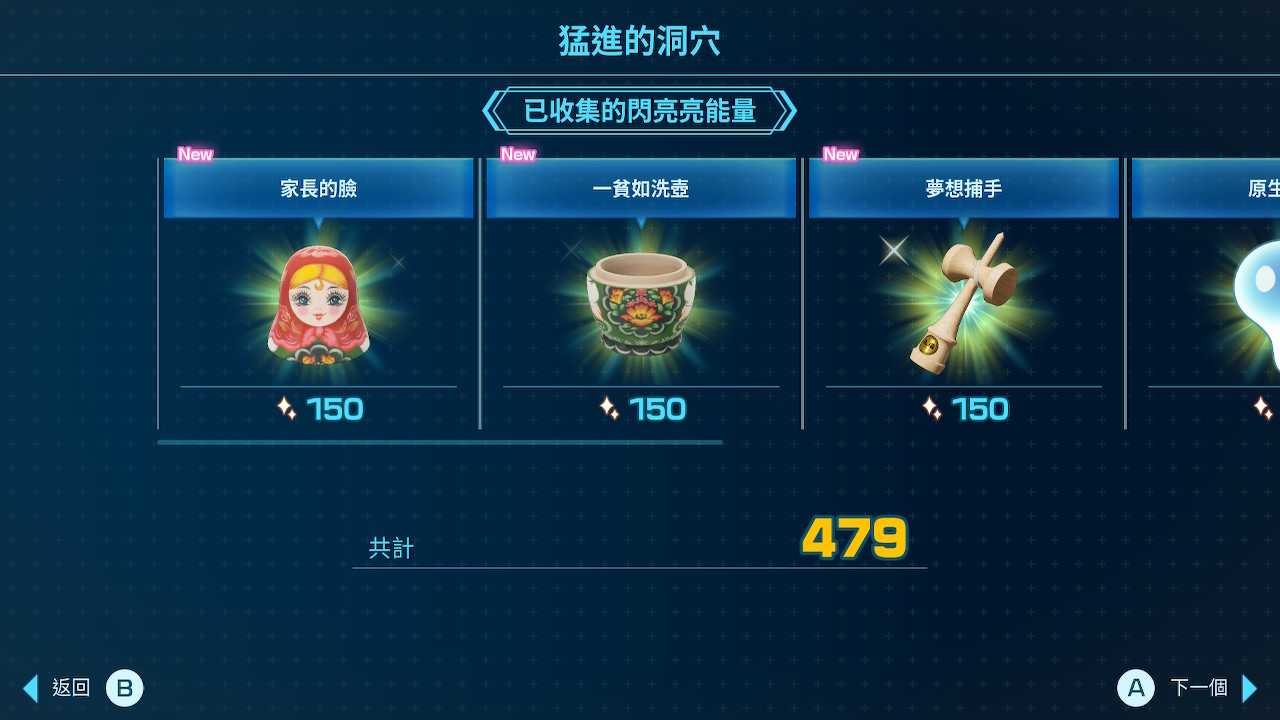 猛進的洞穴
已收集的閃亮亮能量
New
家長的臉
150
New
一貧如洗壺
150
New
夢想捕手
150
原生
共計
479
返回 B
A 下一個